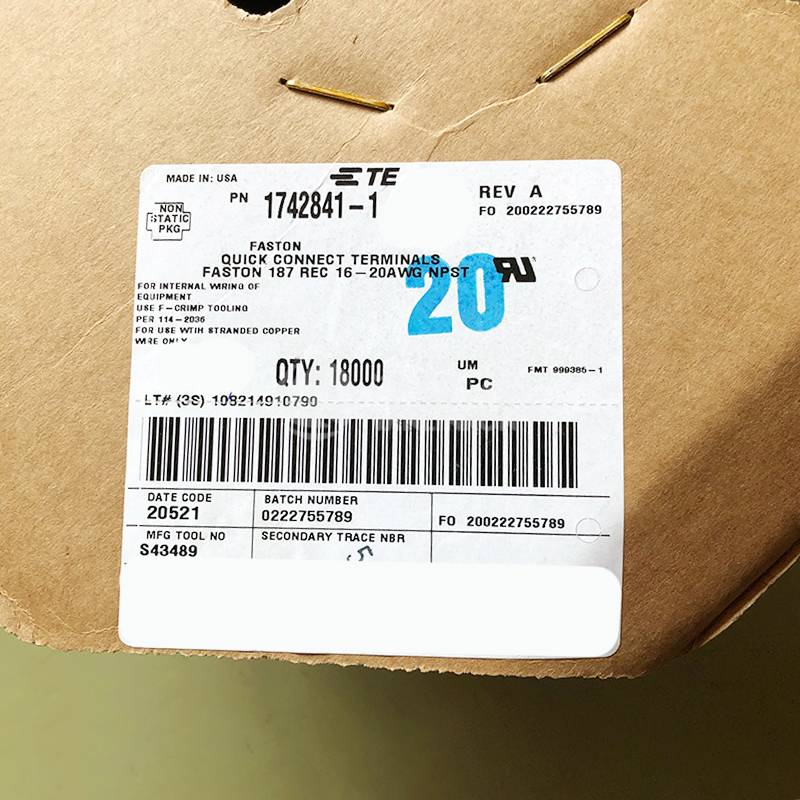 MADE IN: USA
TE
PN 1742841-1
REV A
FO 200222755789
NON
STATIC
PKG
FASTON
QUICK CONNECT TERMINALS
FASTON 187 REC 16-20AWG NPST
20
FOR INTERNAL WIRING OF
EQUIPMENT
USE F-CRIMP TOOLING
PER 114-2036
FOR USE WTIH STRANDED COPPER
WIRE ONLY
QTY: 18000
UM
PC
FMT 999385-1
LT# (3S) 108214910790
DATE CODE
20521
BATCH NUMBER
0222755789
FO 200222755789
MFG TOOL NO
S43489
SECONDARY TRACE NBR